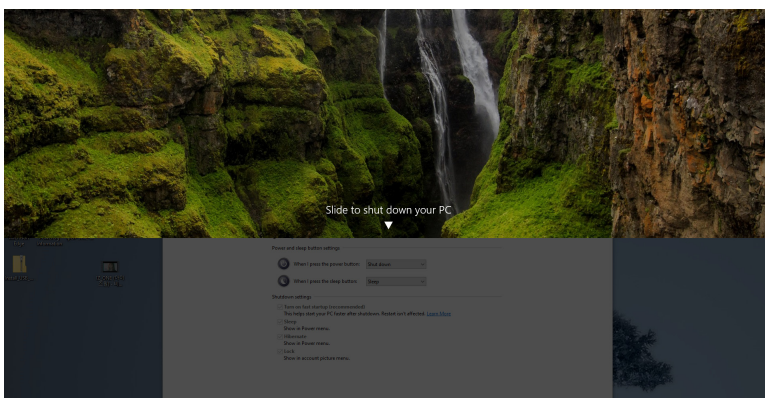 Slide to shut down your PC
Power and sleep button settings
When I press the power button: Shut down
When I press the sleep button: Sleep
Shutdown settings
Turn on fast startup (recommended)
This helps start your PC faster after shutdown. Restart isn't affected. Learn More
Sleep
Show in Power menu.
Hibernate
Show in Power menu.
Lock
Show in account picture menu.